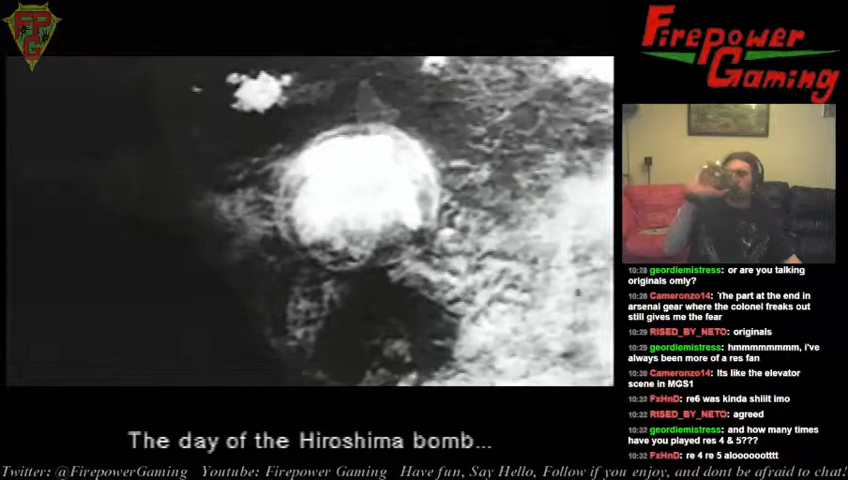 FPG
Firepower
Gaming
The day of the Hiroshima bomb...
10:28 geordiemistress: or are you talking
originals omly?
10:28 Cameronzo14: The part at the end in
arsenal gear where the colonel freaks out
still gives me the fear
10:29 RISED_BY_NETO: originals
10:29 geordiemistress: hmmmmmmmm, i've
always been more of a res fan
10:30 Cameronzo14: Its like the elevator
scene in MGS1
10:32 FxHnD: re6 was kinda shiiit imo
10:32 RISED_BY_NETO: agreed
10:32 geordiemistress: and how many times
have you played res 4 & 5???
10:32 FxHnD: re 4 re 5 alooooootttt
Twitter: @FirepowerGaming Youtube: Firepower Gaming Have fun, Say Hello, Follow if you enjoy, and dont be afraid to chat!